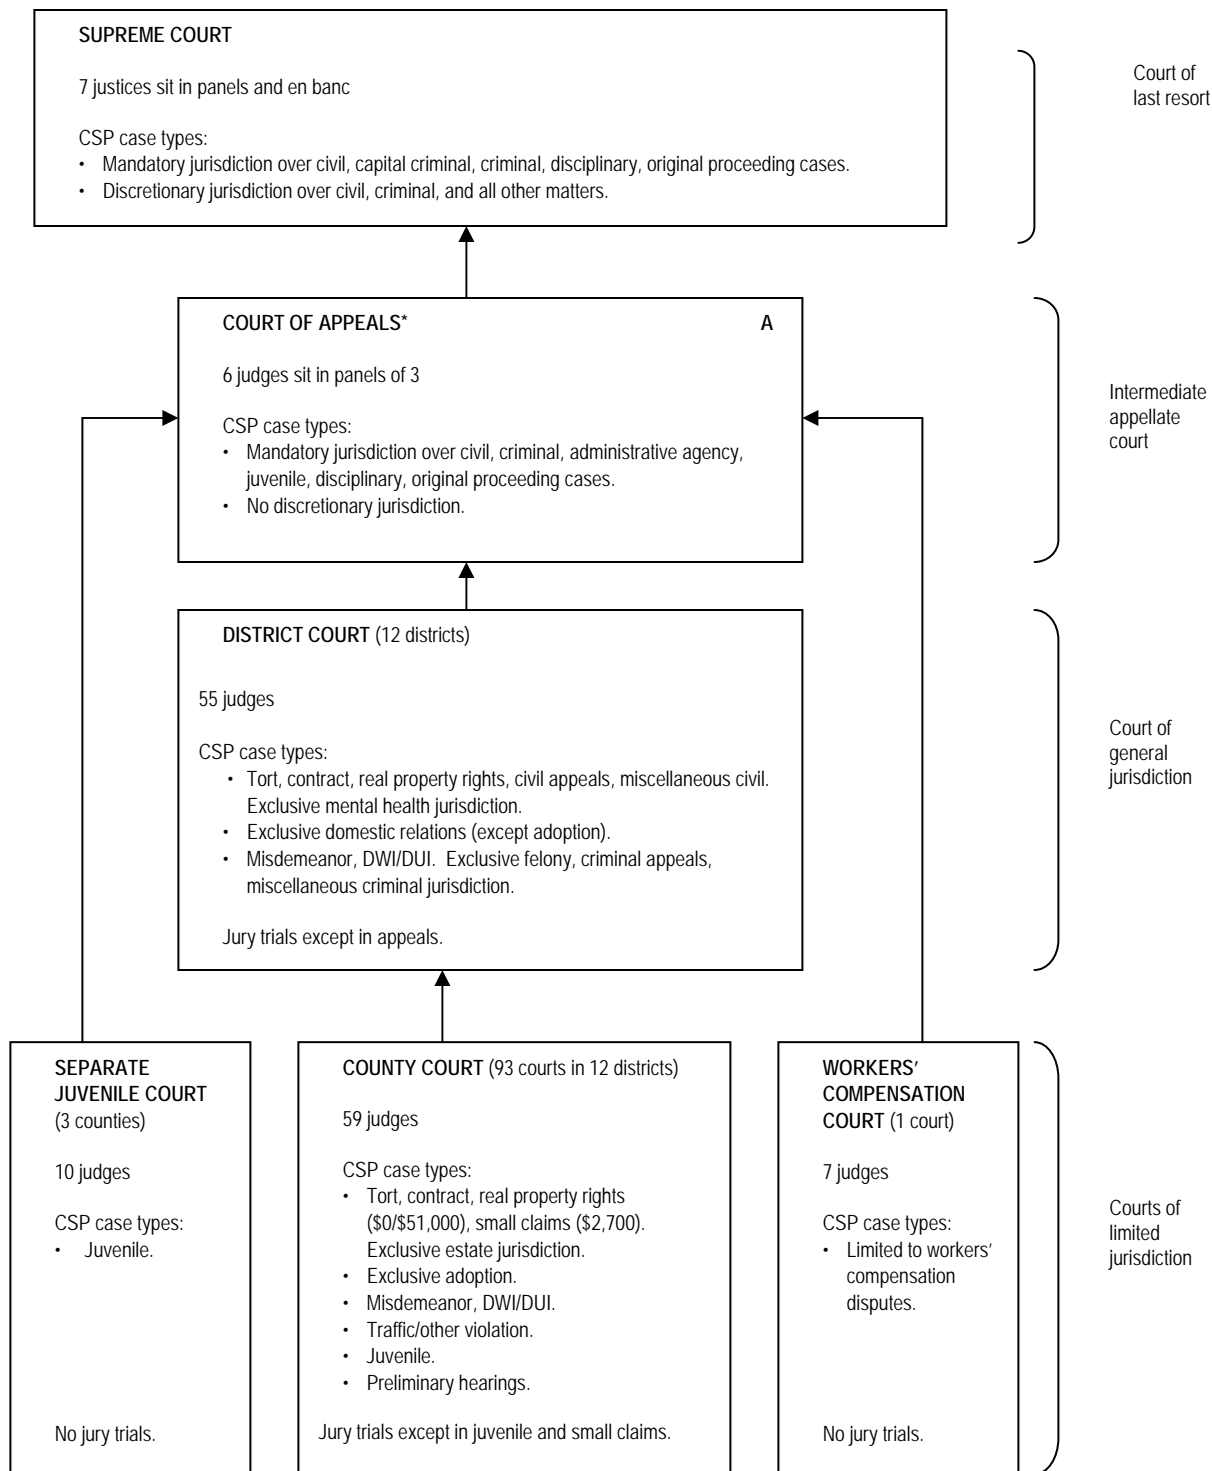 SUPREME COURT
7 justices sit in panels and en banc
CSP case types:
• Mandatory jurisdiction over civil, capital criminal, criminal, disciplinary, original proceeding cases.
• Discretionary jurisdiction over civil, criminal, and all other matters.
Court of
last resort
COURT OF APPEALS* A
6 judges sit in panels of 3
CSP case types:
• Mandatory jurisdiction over civil, criminal, administrative agency,
juvenile, disciplinary, original proceeding cases.
• No discretionary jurisdiction.
Intermediate
appellate
court
DISTRICT COURT (12 districts)
55 judges
CSP case types:
• Tort, contract, real property rights, civil appeals, miscellaneous civil.
Exclusive mental health jurisdiction.
• Exclusive domestic relations (except adoption).
• Misdemeanor, DWI/DUI. Exclusive felony, criminal appeals,
miscellaneous criminal jurisdiction.
Jury trials except in appeals.
Court of
general
jurisdiction
SEPARATE
JUVENILE COURT
(3 counties)
10 judges
CSP case types:
• Juvenile.
No jury trials.
COUNTY COURT (93 courts in 12 districts)
59 judges
CSP case types:
• Tort, contract, real property rights
($0/$51,000), small claims ($2,700).
Exclusive estate jurisdiction.
• Exclusive adoption.
• Misdemeanor, DWI/DUI.
• Traffic/other violation.
• Juvenile.
• Preliminary hearings.
Jury trials except in juvenile and small claims.
WORKERS'
COMPENSATION
COURT (1 court)
7 judges
CSP case types:
• Limited to workers'
compensation
disputes.
No jury trials.
Courts of
limited
jurisdiction